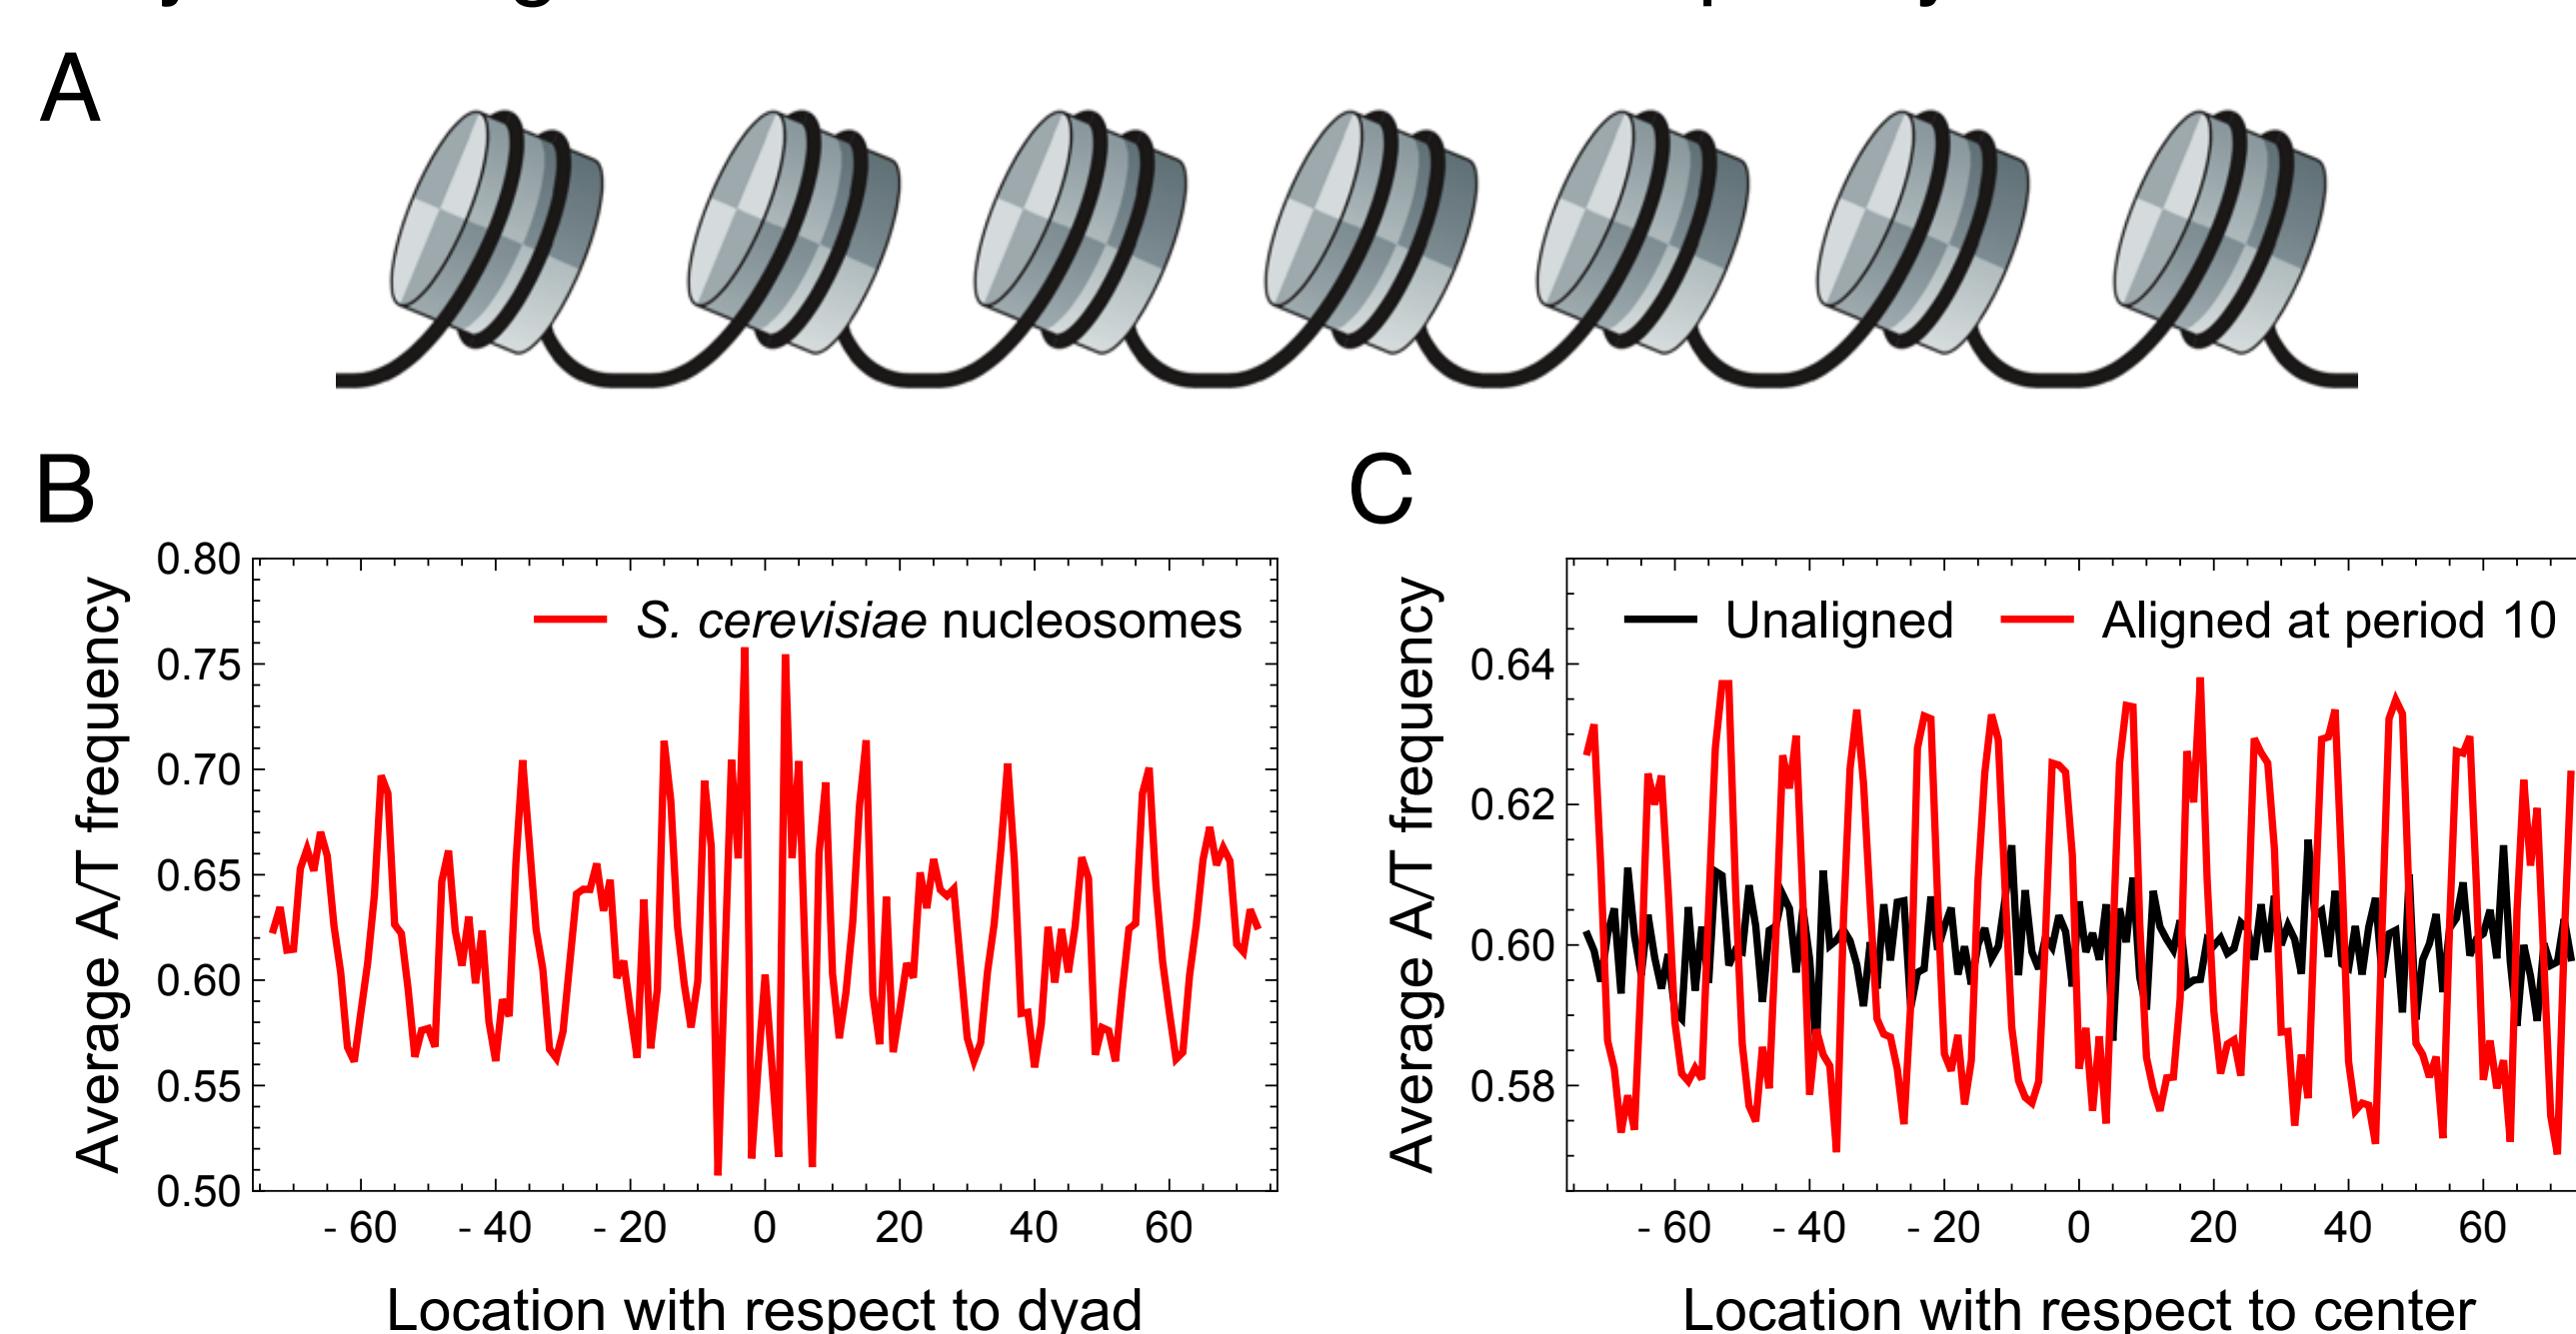 A
B
C
0.80
0.75
0.70
0.65
0.60
0.55
0.50
Average A/T frequency
S. cerevisiae nucleosomes
- 60 - 40 - 20 0 20 40 60
Location with respect to dyad
0.64
0.62
0.60
0.58
Average A/T frequency
Unaligned Aligned at period 10
- 60 - 40 - 20 0 20 40 60
Location with respect to center